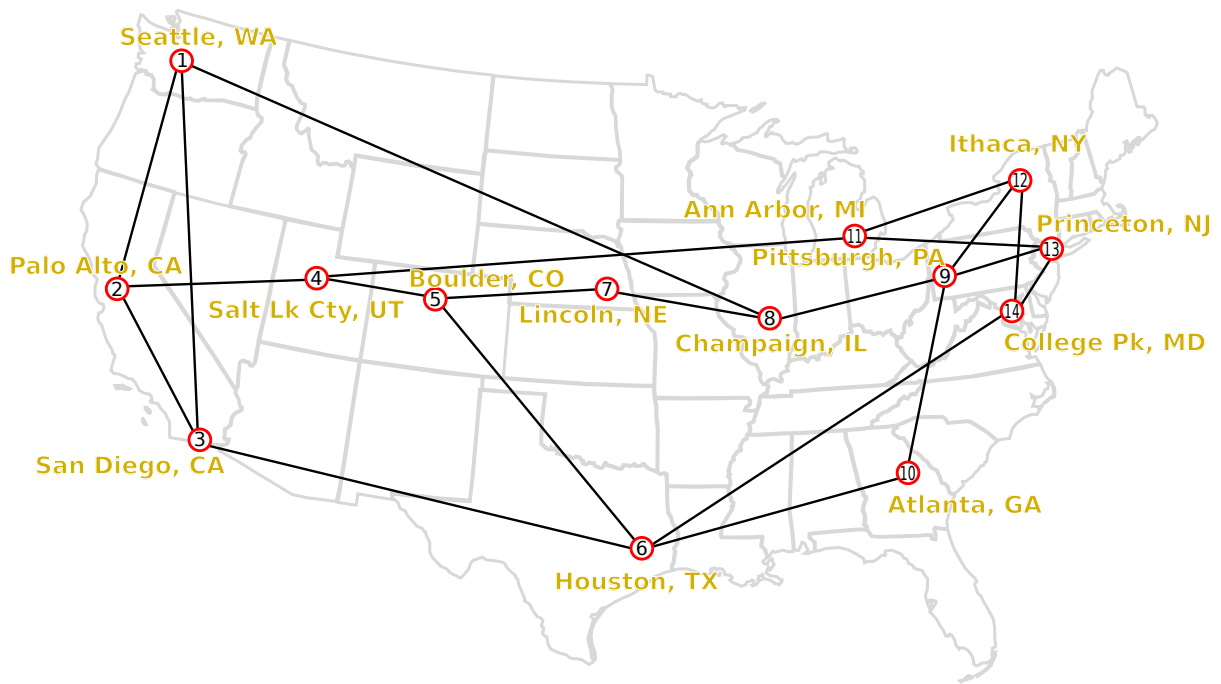 Seattle, WA
1
Ithaca, NY
12
Ann Arbor, MI
11
Princeton, NJ
13
Pittsburgh, PA
9
Palo Alto, CA
2
4
Salt Lk Cty, UT
Boulder, CO
5
7
Lincoln, NE
8
Champaign, IL
14
College Pk, MD
3
San Diego, CA
10
Atlanta, GA
6
Houston, TX